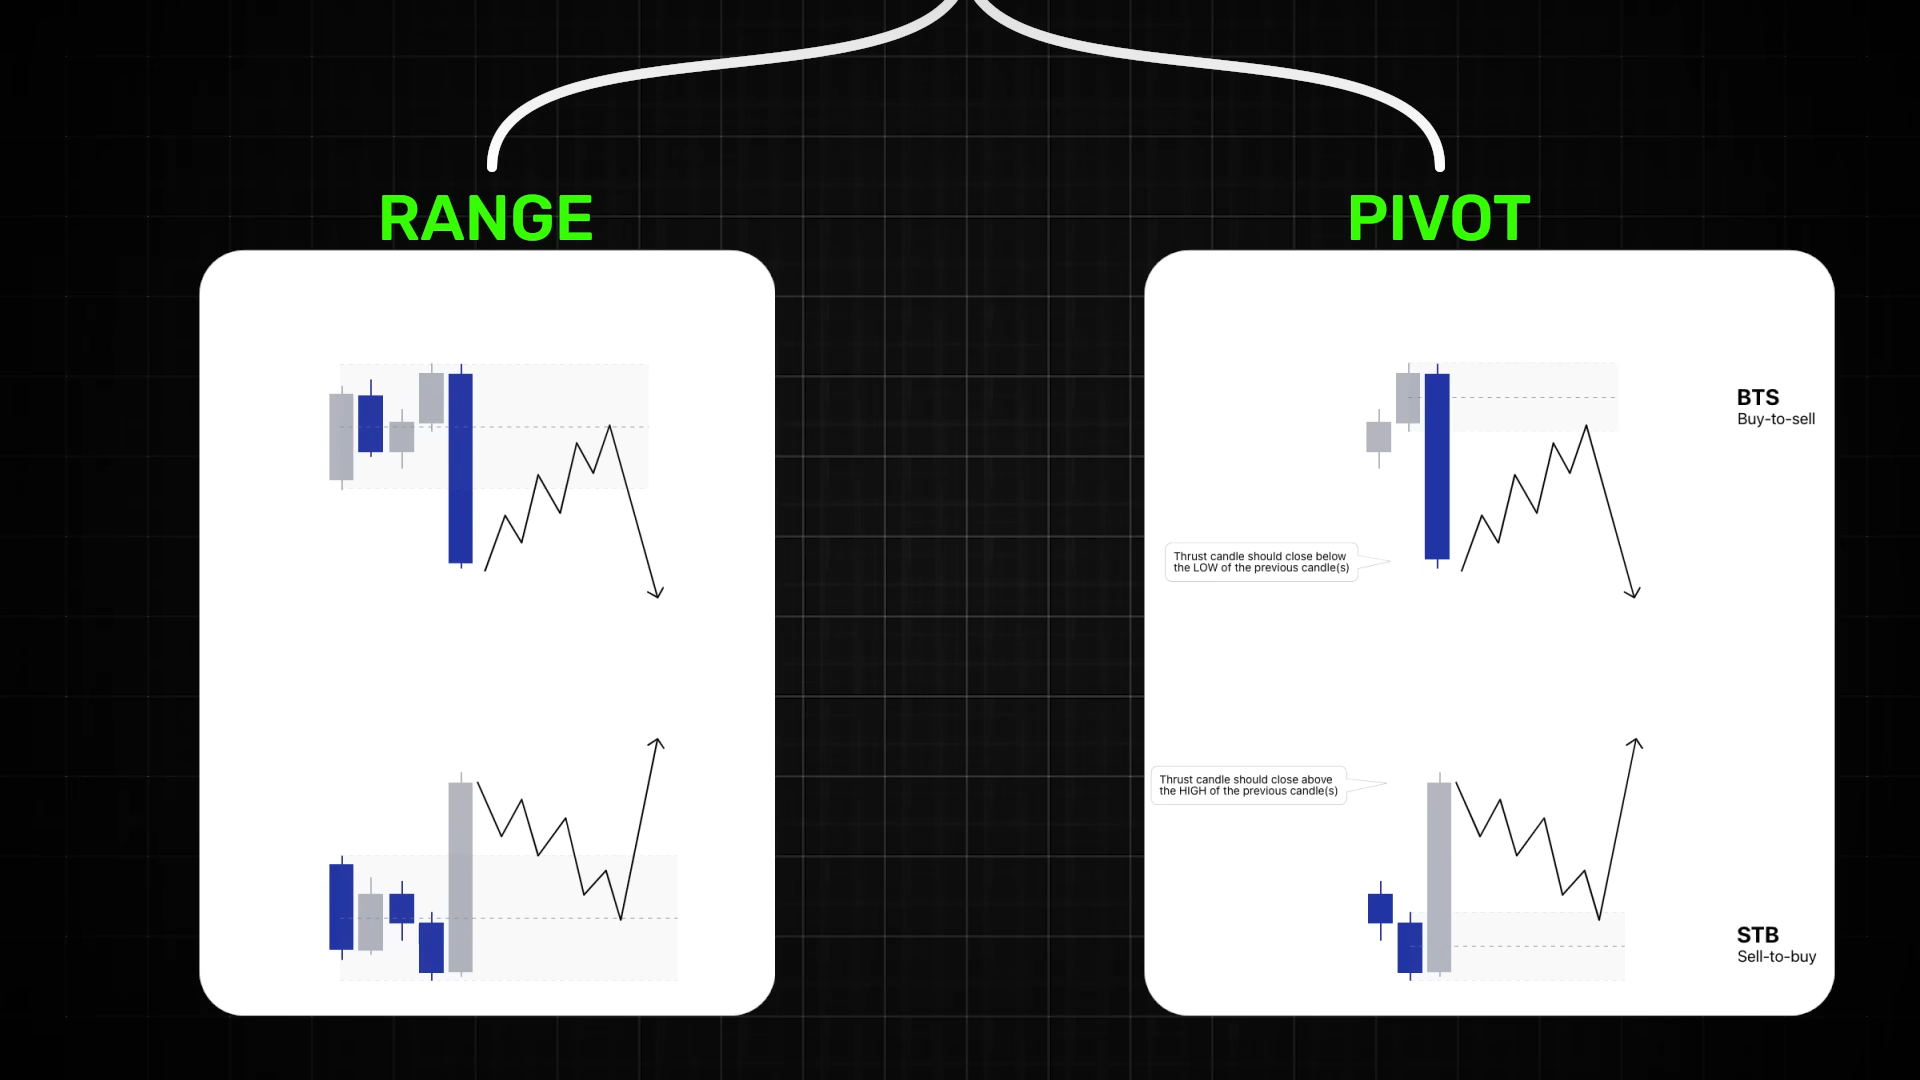 RANGE
PIVOT
BTS
Buy-to-sell
Thrust candle should close below
the LOW of the previous candle(s)
Thrust candle should close above
the HIGH of the previous candle(s)
STB
Sell-to-buy